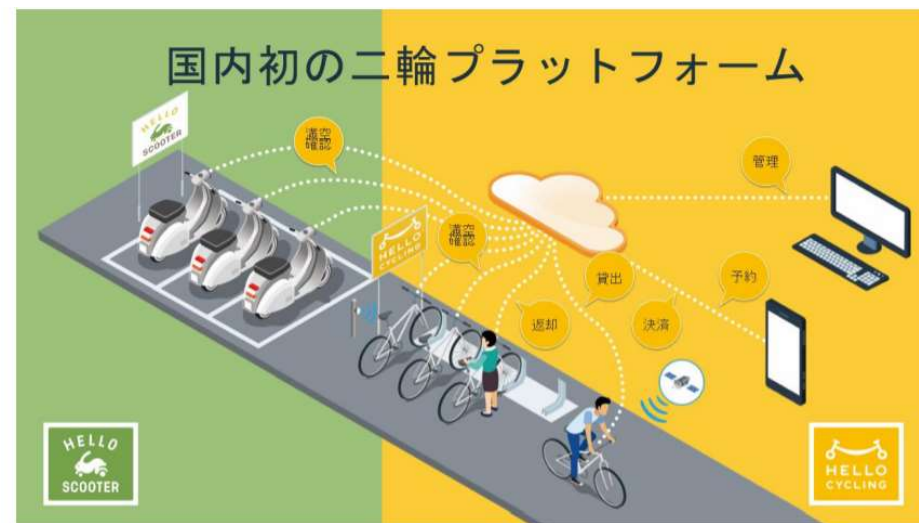 国内初の二輪プラットフォーム
HELLO
SCOOTER
満空
確認
管理
HELLO
CYCLING
満空
確認
貸出
予約
返却
決済
HELLO
SCOOTER
HELLO
CYCLING